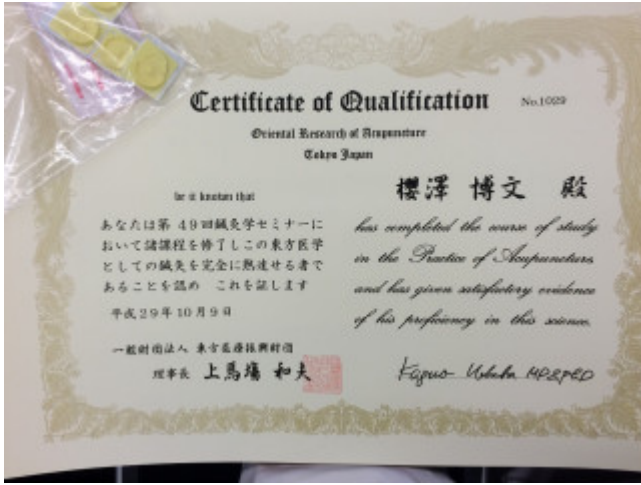 Certificate of Qualification
No.1029
Oriental Research of Acupuncture
Tokyo Japan
be it known that
櫻澤 博文 殿
あなたは第 49回鍼灸学セミナーに
おいて諸課程を修了しこの東方医学
としての鍼灸を完全に熟達せる者で
あることを認め これを証します
平成29年10月9日
has completed the course of study
in the Practice of Acupuncture
and has given satisfactory evidence
of his proficiency in this science.
一般財団法人 東方医療振興財団
理事長 上馬塲 和夫
Kazuo Uebaba MD&PhD